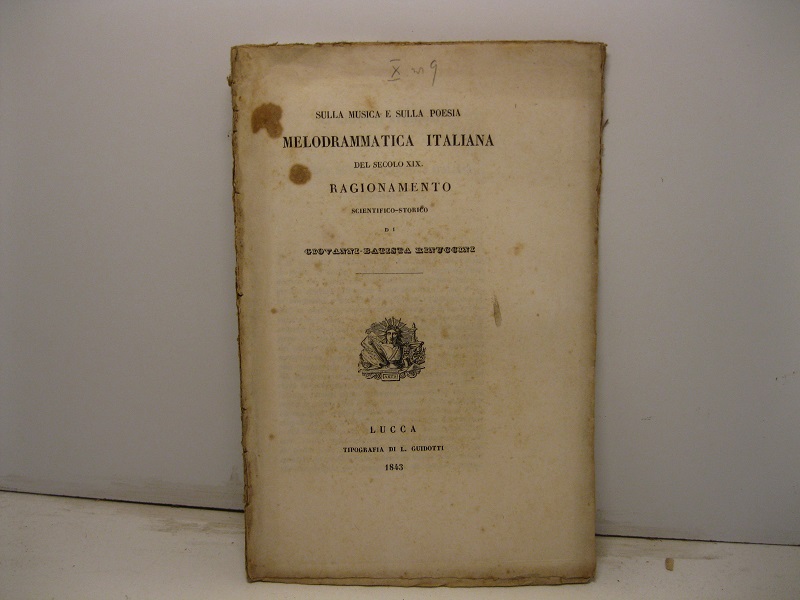 SULLA MUSICA E SULLA POESIA
MELODRAMMATICA ITALIANA
DEL SECOLO XIX.
RAGIONAMENTO
SCIENTIFICO-STORICO
DI
GIOVANNI-BATISTA RINUCCINI
LUCCA
TIPOGRAFIA DI L. GUIDOTTI
1843